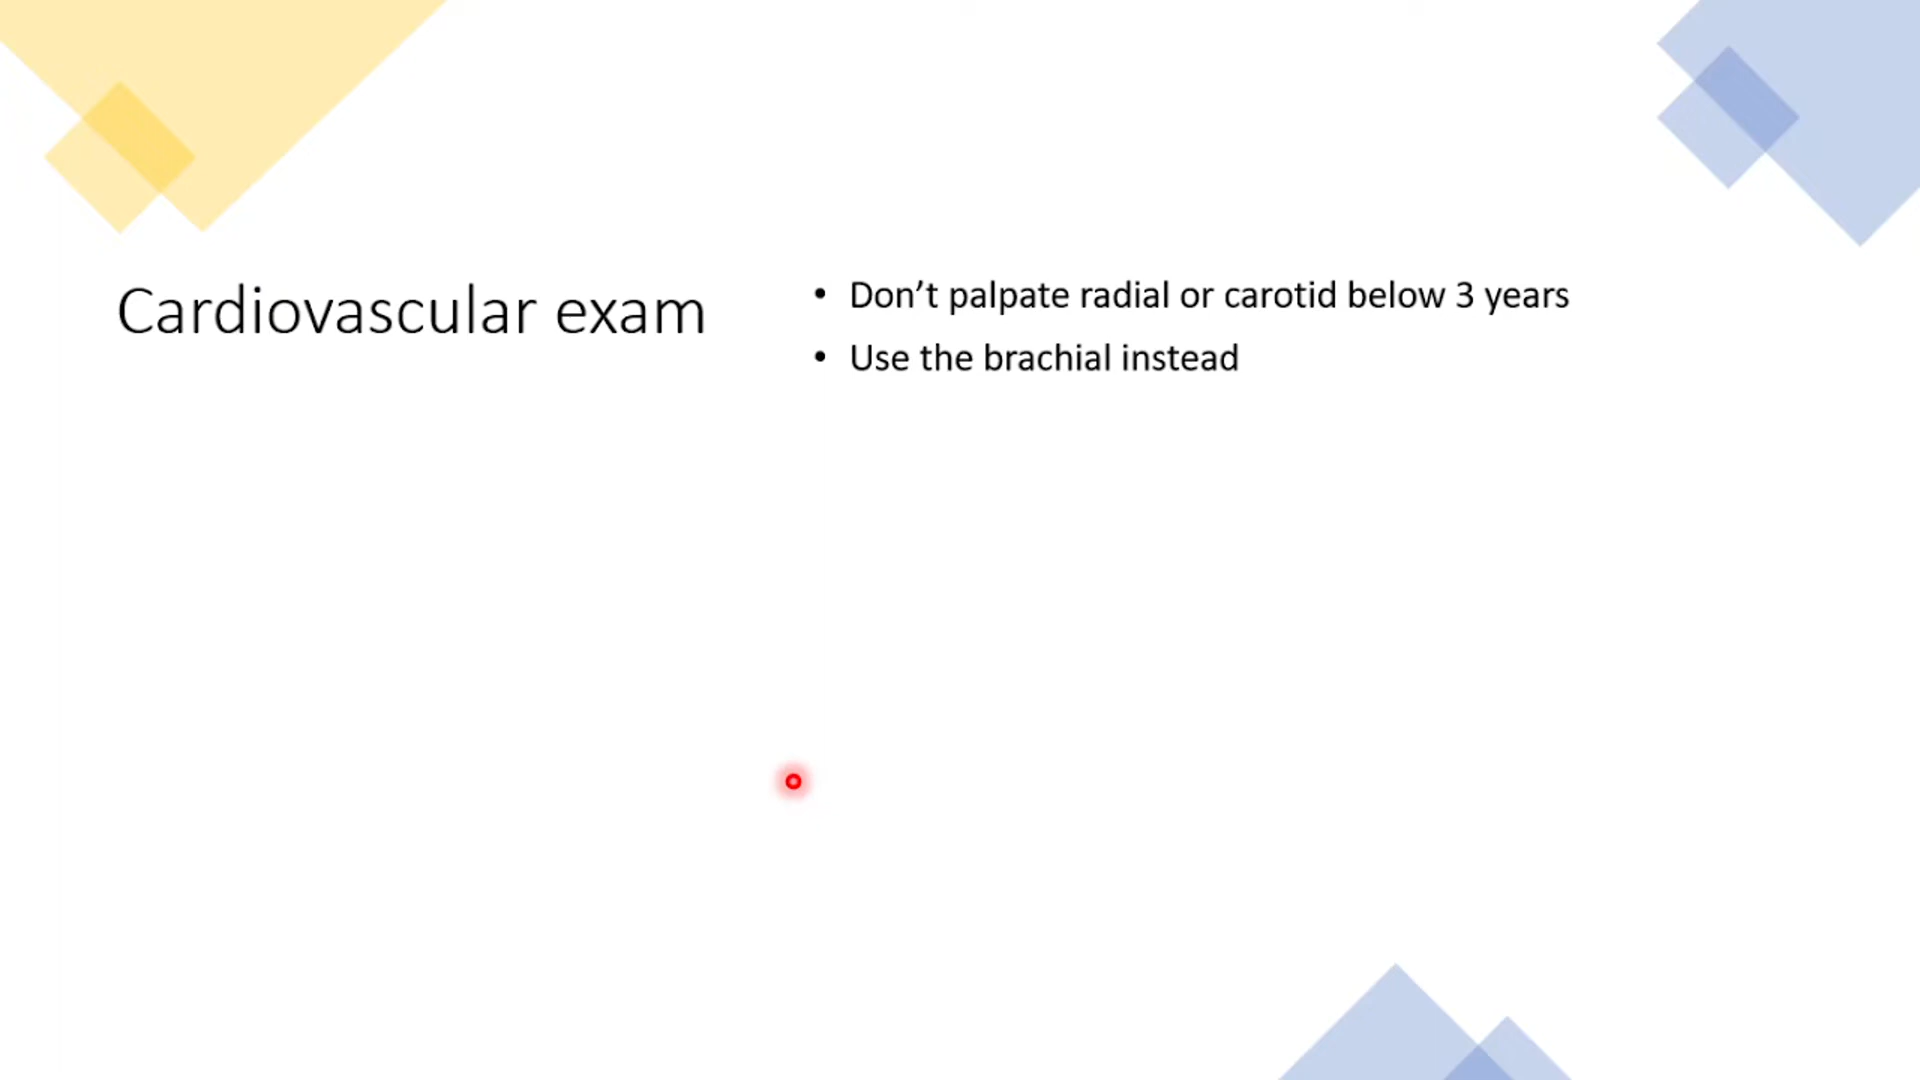 Cardiovascular exam
• Don’t palpate radial or carotid below 3 years
• Use the brachial instead